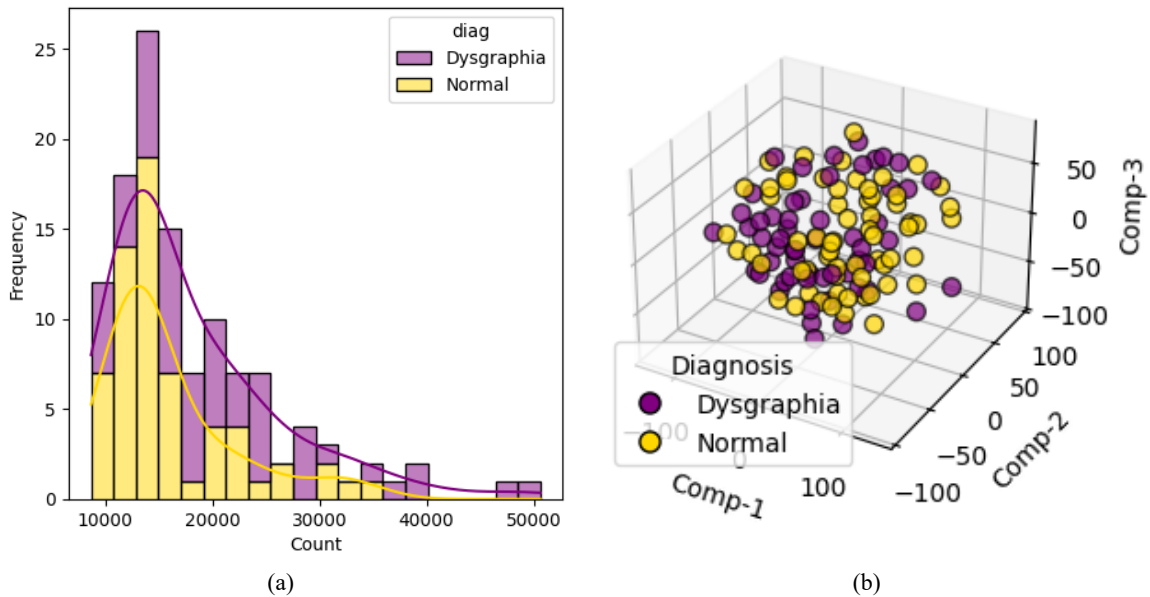 diag
Dysgraphia
Normal
25
20
15
10
5
0
Frequency
10000 20000 30000 40000 50000
Count
(a)
50
0
−50
−100
Comp-3
100
50
0
−50
−100
Comp-2
−100
0
100
Comp-1
Diagnosis
Dysgraphia
Normal
(b)